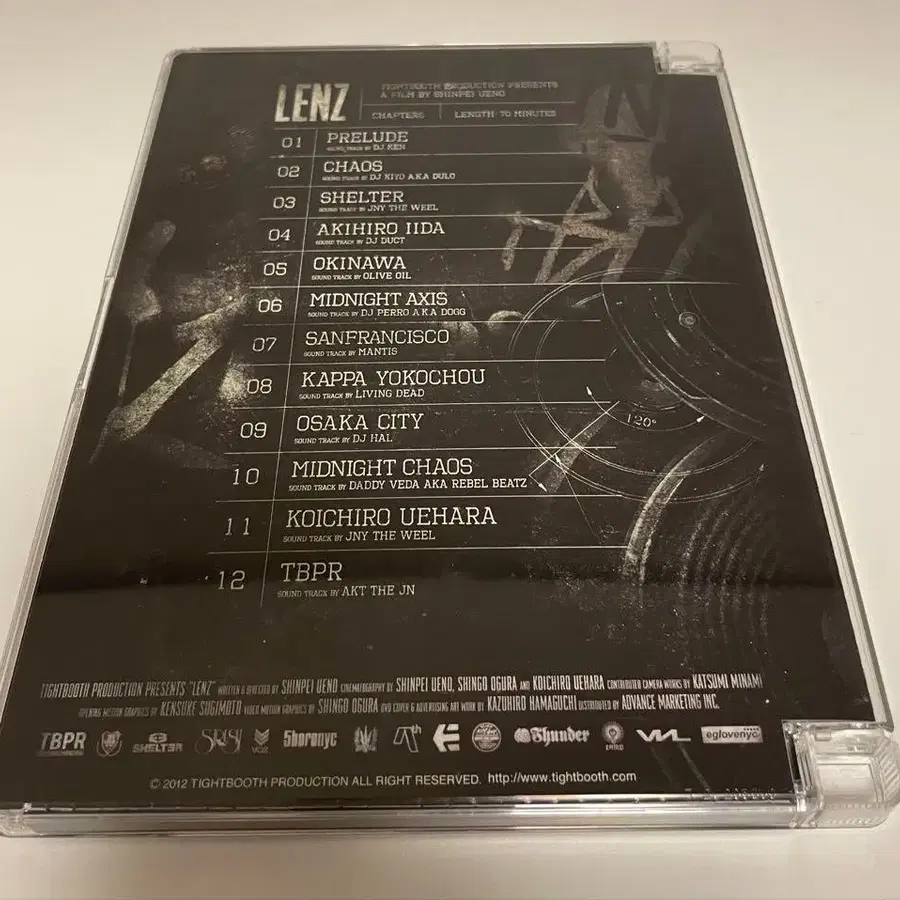 LENZ
TIGHTBOOTH PRODUCTION PRESENTS
A FILM BY SHINPEI UENO
CHAPTERS
LENGTH 70 MINUTES
01 PRELUDE
SOUND TRACK BY DJ KEN
02 CHAOS
SOUND TRACK BY DJ KIYO A.K.A DULO
03 SHELTER
SOUND TRACK BY JNY THE WEEL
04 AKIHIRO IIDA
SOUND TRACK BY DJ DUCT
05 OKINAWA
SOUND TRACK BY OLIVE OIL
06 MIDNIGHT AXIS
SOUND TRACK BY DJ PERRO A.K.A DOGG
07 SANFRANCISCO
SOUND TRACK BY MANTIS
08 KAPPA YOKOCHOU
SOUND TRACK BY LIVING DEAD
09 OSAKA CITY
SOUND TRACK BY DJ HAL
10 MIDNIGHT CHAOS
SOUND TRACK BY DADDY VEDA AKA REBEL BEATZ
11 KOICHIRO UEHARA
SOUND TRACK BY JNY THE WEEL
12 TBPR
SOUND TRACK BY AKT THE JN
120°
TIGHTBOOTH PRODUCTION PRESENTS "LENZ" WRITTEN & DIRECTED BY SHINPEI UENO CINEMATOGRAPHY BY SHINPEI UENO, SHINGO OGURA AND KOICHIRO UEHARA CONTRIBUTED CAMERA WORKS BY KATSUMI MINAMI
OPENING MOTION GRAPHICS BY KENSUKE SUGIMOTO VIDEO MOTION GRAPHICS BY SHINGO OGURA DVD COVER & ADVERTISING ART WORK BY KAZUHIRO HAMAGUCHI DISTRIBUTED BY ADVANCE MARKETING INC.
TBPR SHELTER 5boronyc Thunder eglovenyc
© 2012 TIGHTBOOTH PRODUCTION ALL RIGHT RESERVED. http://www.tightbooth.com